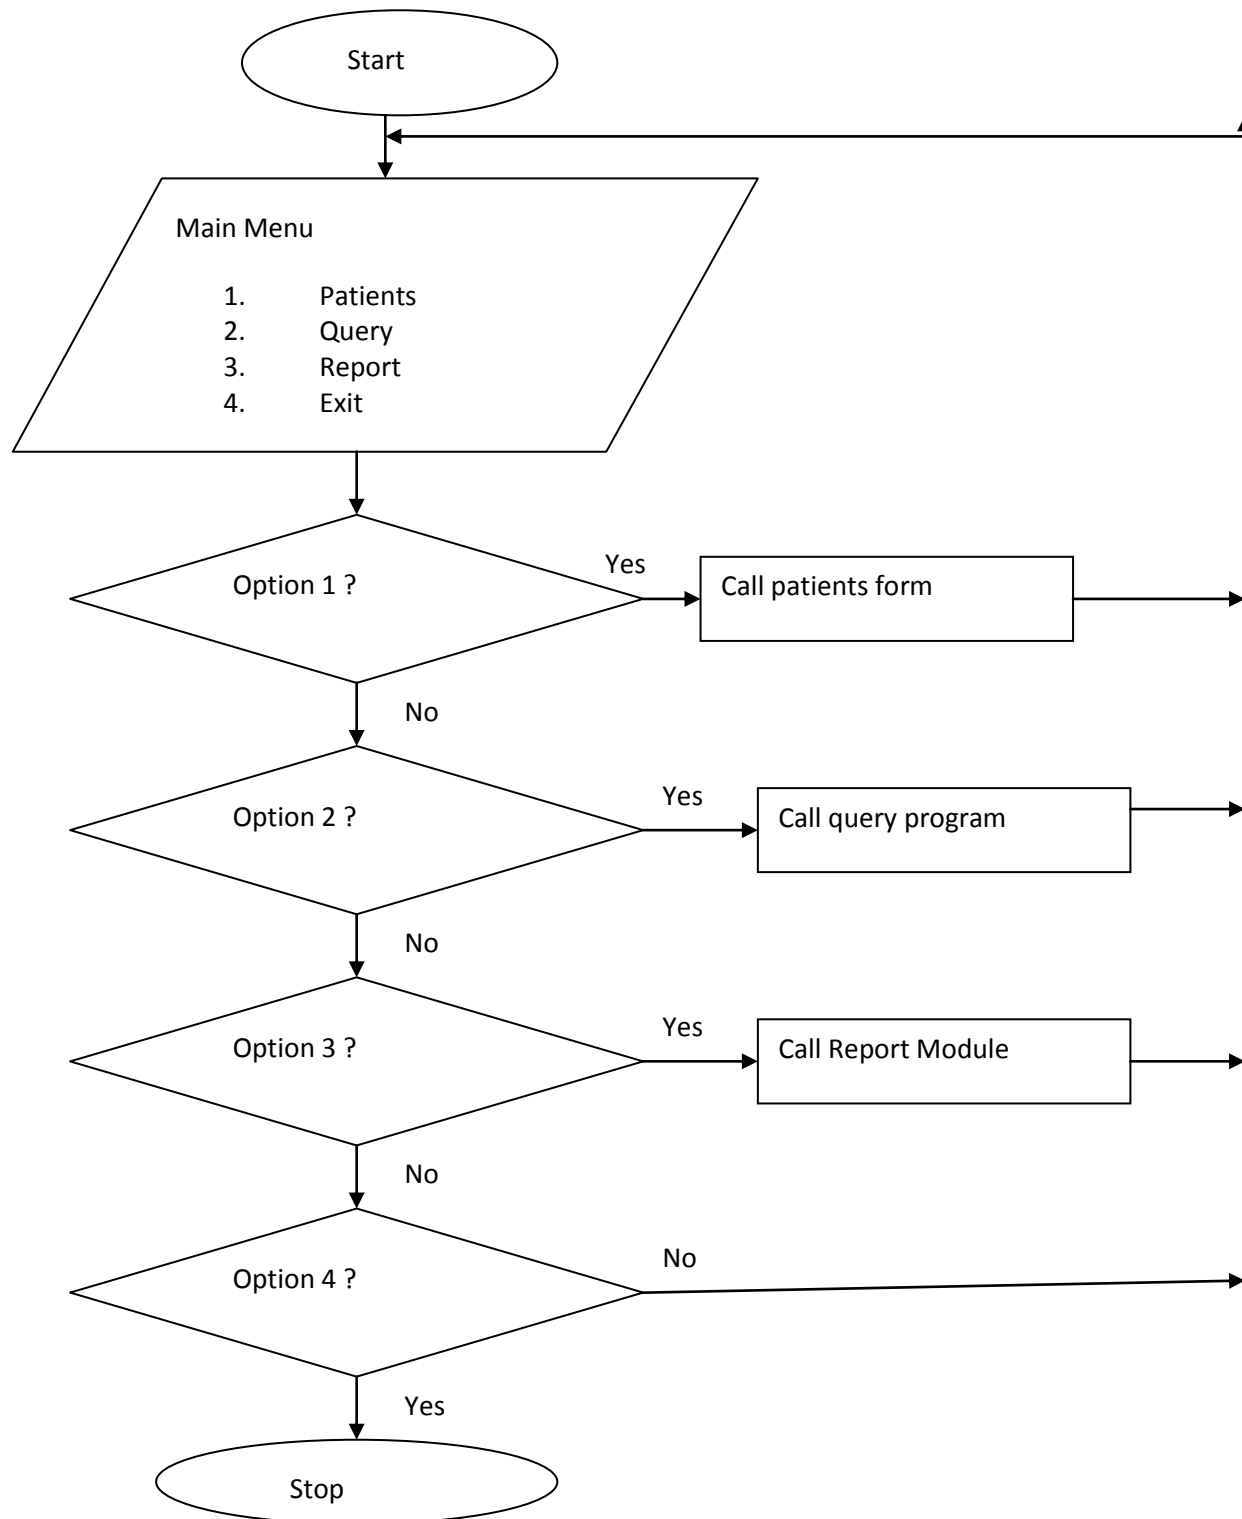 Start
Main Menu
1. Patients
2. Query
3. Report
4. Exit
Option 1 ?
Yes
Call patients form
No
Option 2 ?
Yes
Call query program
No
Option 3 ?
Yes
Call Report Module
No
Option 4 ?
No
Yes
Stop